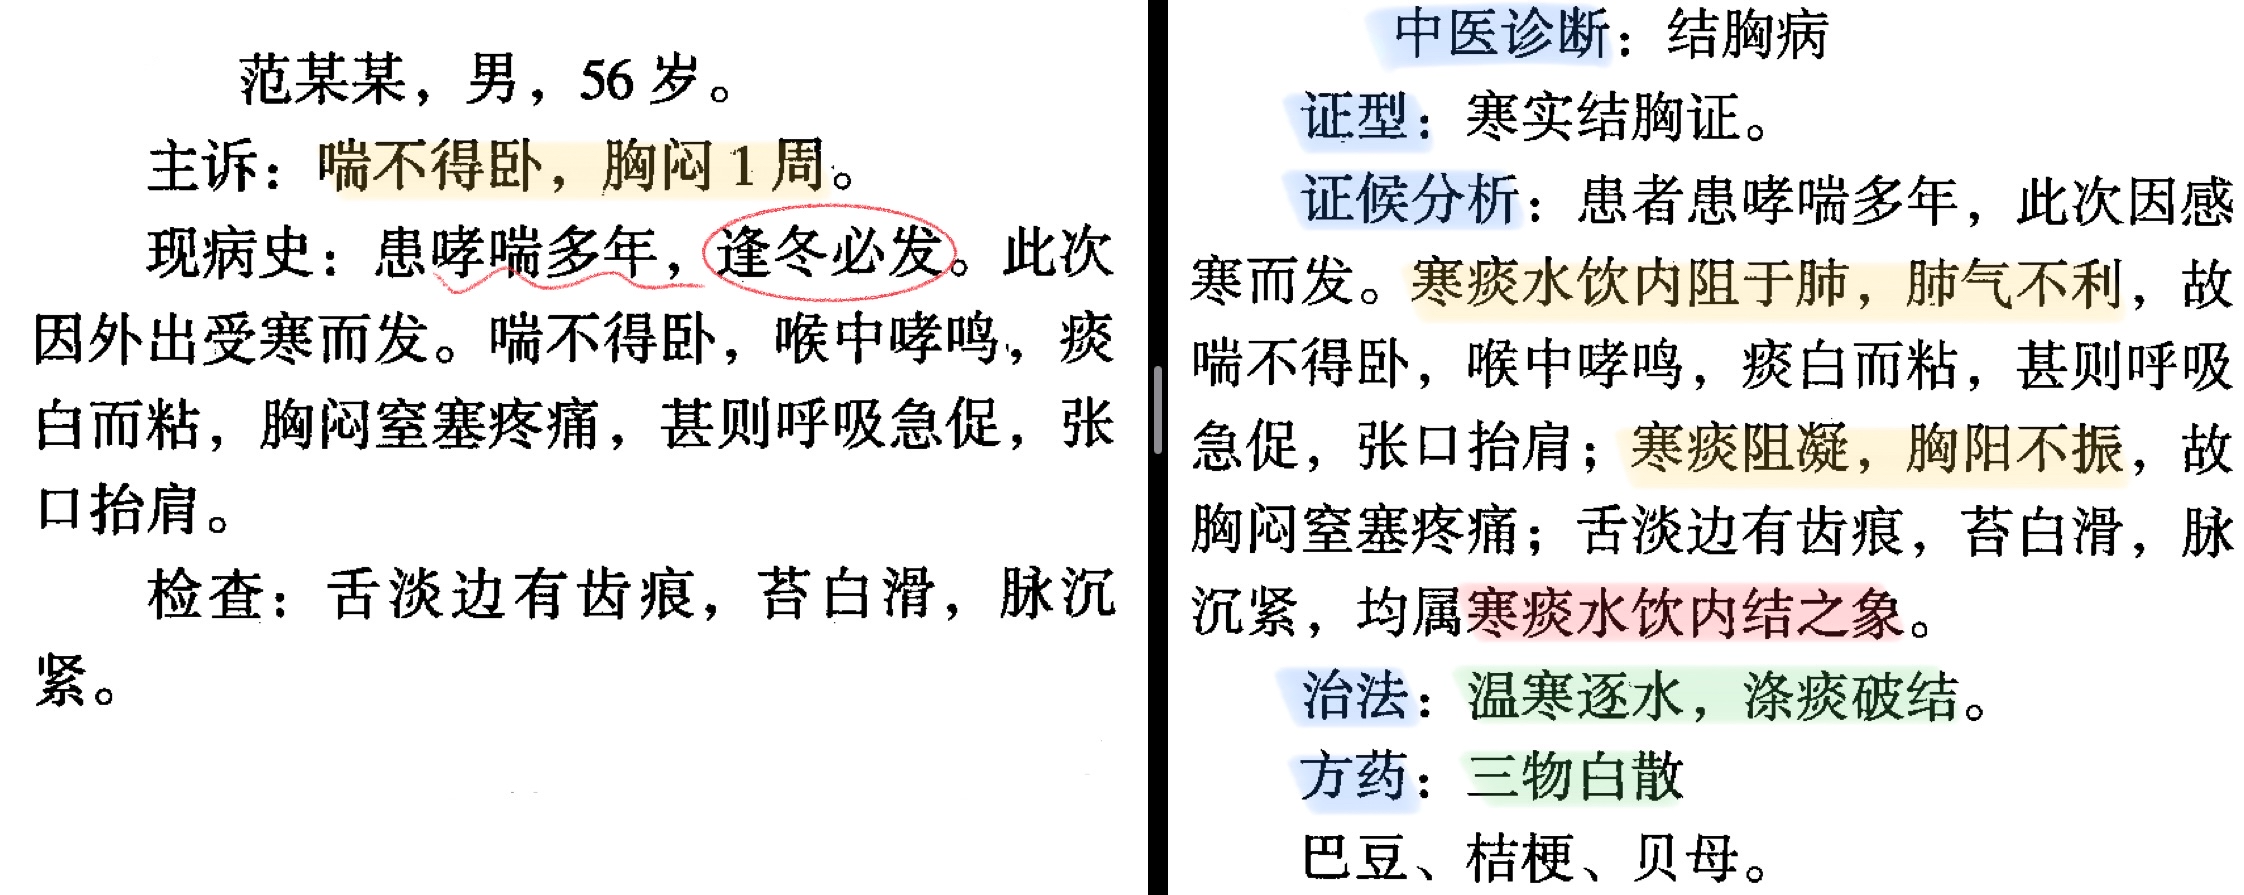 范某某，男，56岁。
主诉：喘不得卧，胸闷1周。
现病史：患哮喘多年，逢冬必发。此次
因外出受寒而发。喘不得卧，喉中哮鸣，痰
白而粘，胸闷窒塞疼痛，甚则呼吸急促，张
口抬肩。
检查：舌淡边有齿痕，苔白滑，脉沉
紧。
中医诊断：结胸病
证型：寒实结胸证。
证候分析：患者患哮喘多年，此次因感
寒而发。寒痰水饮内阻于肺，肺气不利，故
喘不得卧，喉中哮鸣，痰白而粘，甚则呼吸
急促，张口抬肩；寒痰阻凝，胸阳不振，故
胸闷窒塞疼痛；舌淡边有齿痕，苔白滑，脉
沉紧，均属寒痰水饮内结之象。
治法：温寒逐水，涤痰破结。
方药：三物白散
巴豆、桔梗、贝母。